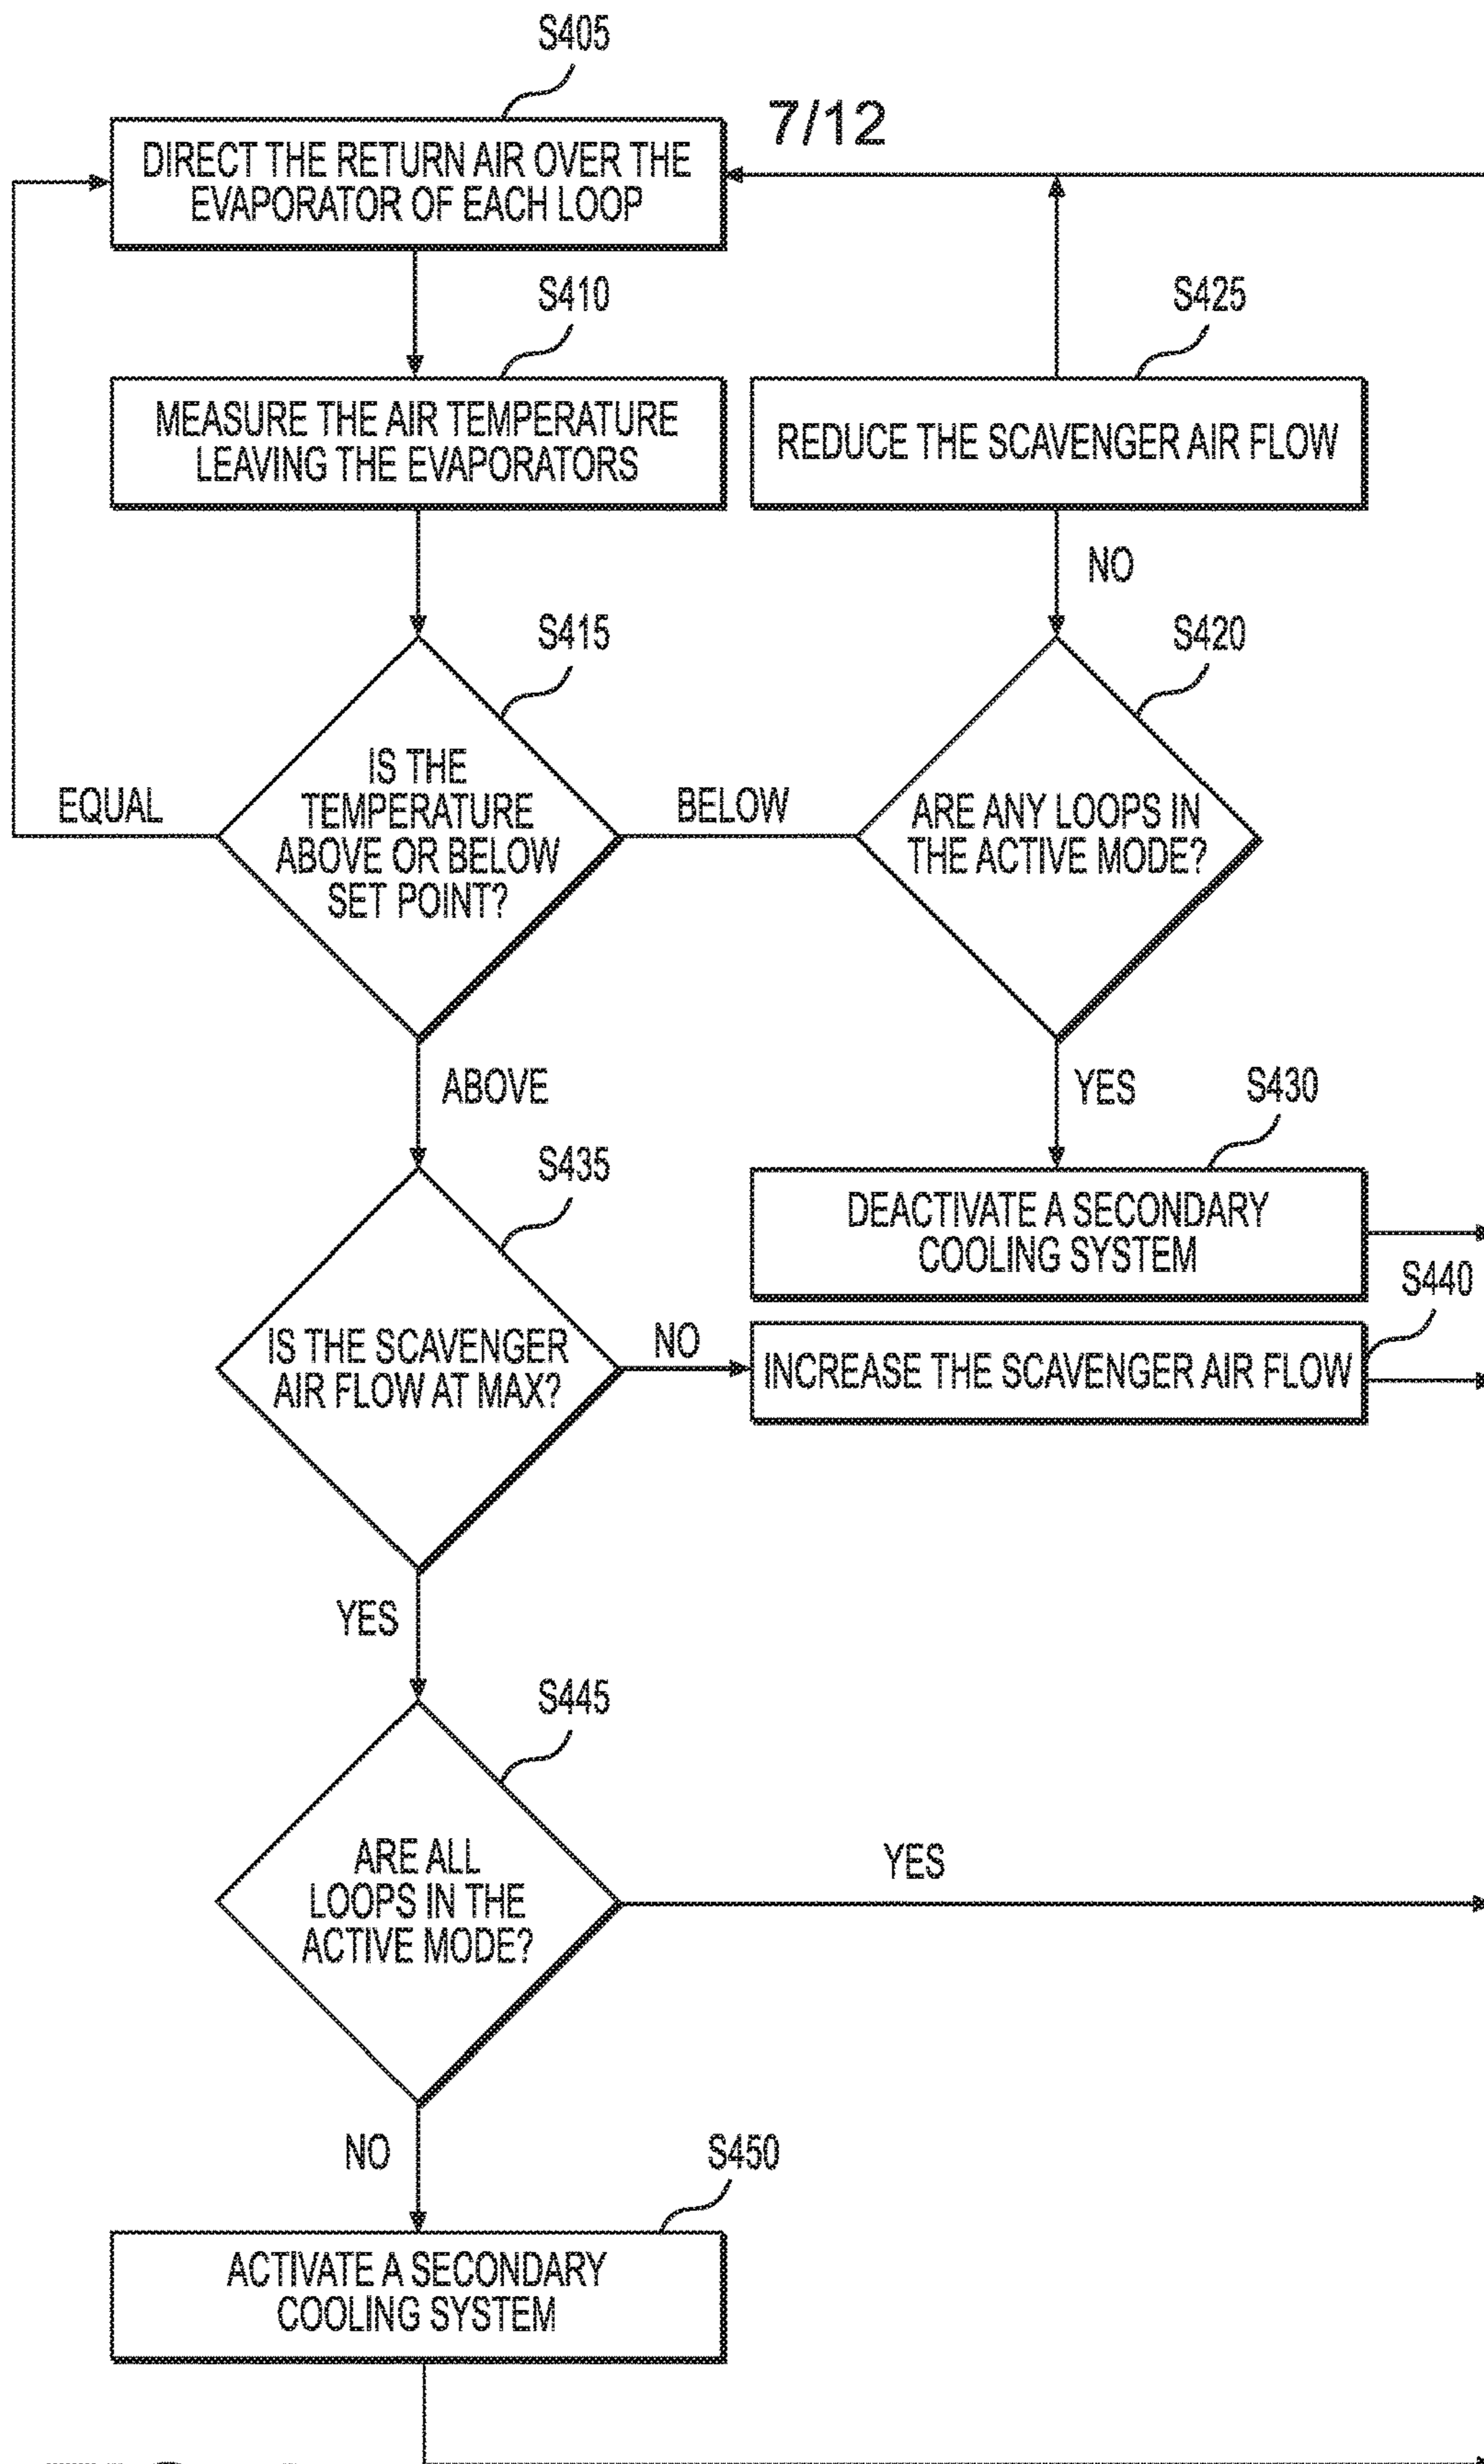 S405
7/12
DIRECT THE RETURN AIR OVER THE
EVAPORATOR OF EACH LOOP
S410
S425
MEASURE THE AIR TEMPERATURE
LEAVING THE EVAPORATORS
REDUCE THE SCAVENGER AIR FLOW
NO
S415
S420
IS THE
TEMPERATURE
ABOVE OR BELOW
SET POINT?
EQUAL
BELOW
ARE ANY LOOPS IN
THE ACTIVE MODE?
ABOVE
YES
S430
S435
DEACTIVATE A SECONDARY
COOLING SYSTEM
S440
IS THE SCAVENGER
AIR FLOW AT MAX?
NO
INCREASE THE SCAVENGER AIR FLOW
YES
S445
ARE ALL
LOOPS IN THE
ACTIVE MODE?
YES
NO
S450
ACTIVATE A SECONDARY
COOLING SYSTEM